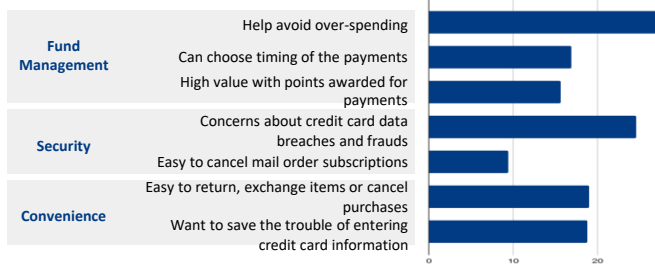 Fund
Management
Help avoid over-spending
Can choose timing of the payments
High value with points awarded for
payments
Security
Concerns about credit card data
breaches and frauds
Easy to cancel mail order subscriptions
Convenience
Easy to return, exchange items or cancel
purchases
Want to save the trouble of entering
credit card information
0 10 20